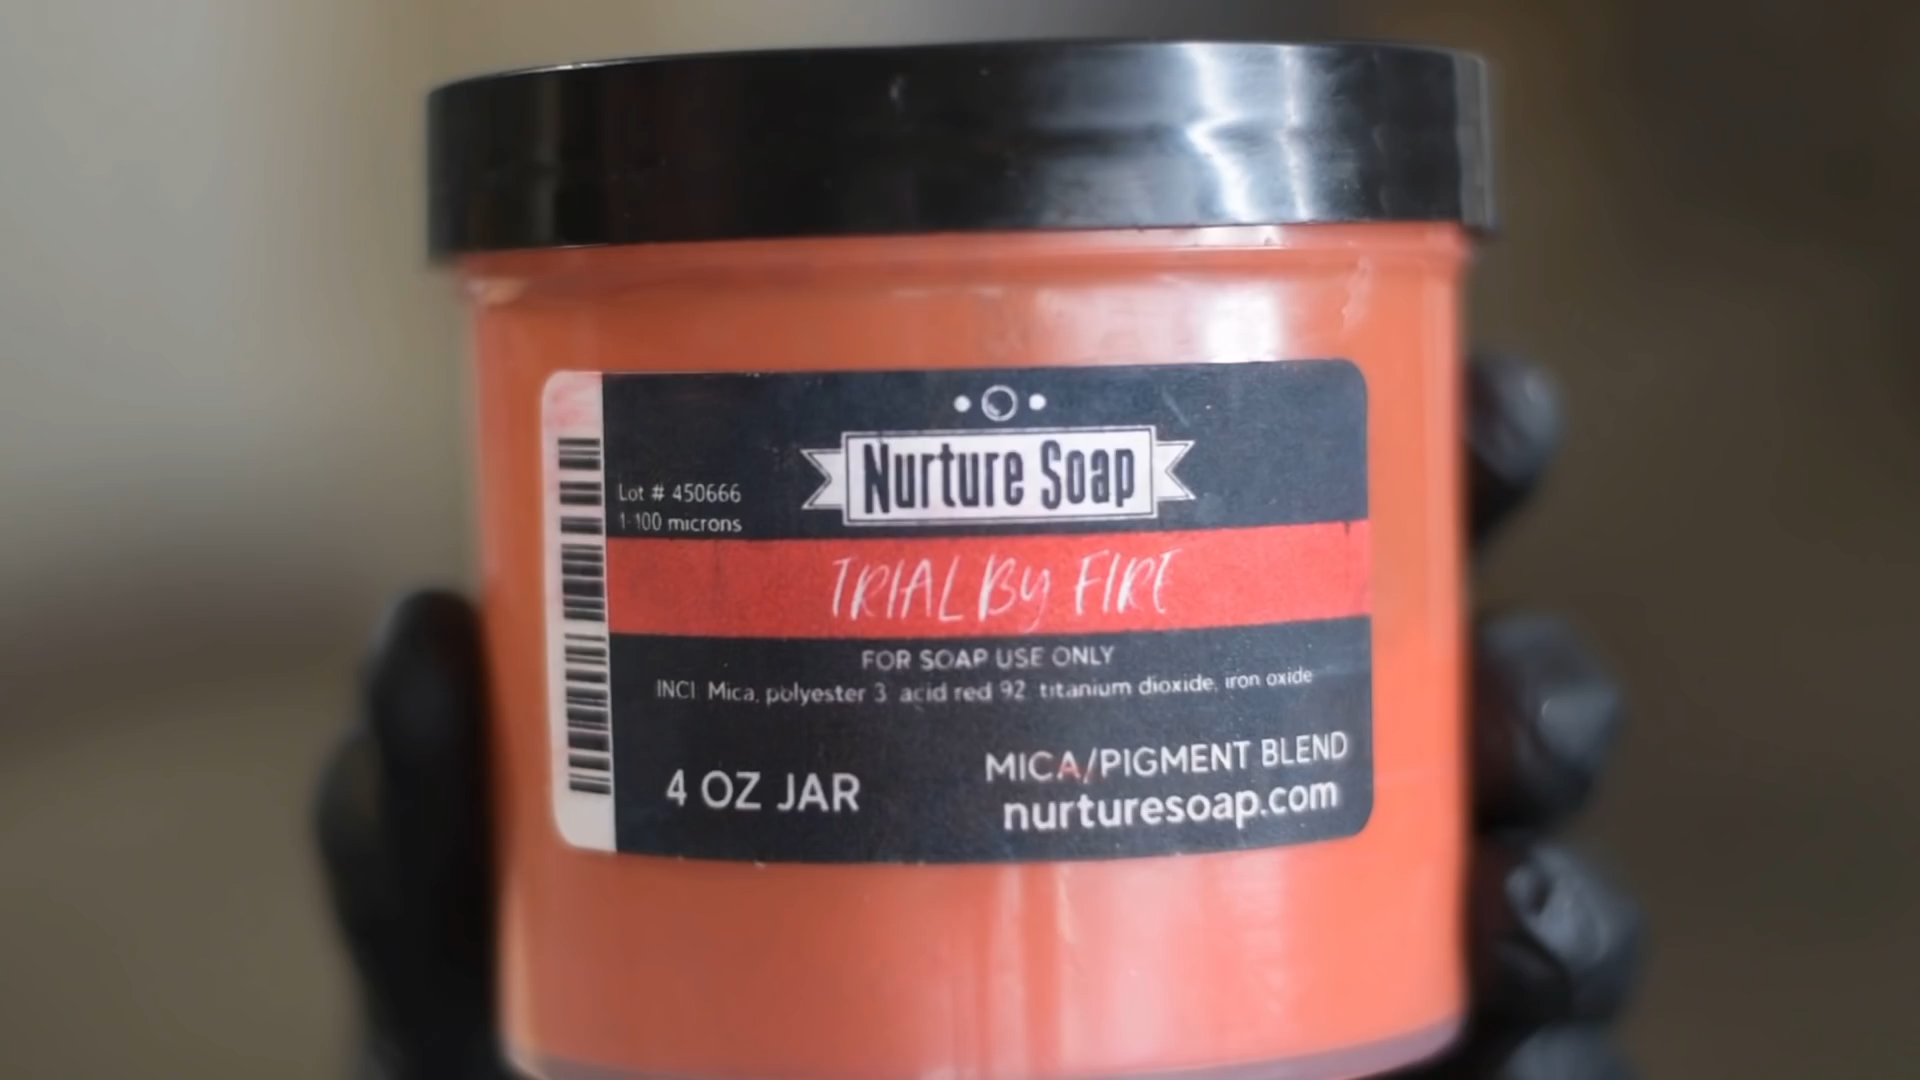 Nurture Soap
Lot # 450666
1-100 microns
TRIAL BY FIRE
FOR SOAP USE ONLY
INCI Mica, polyester 3 acid red 92 titanium dioxide, iron oxide
4 OZ JAR
MICA/PIGMENT BLEND
nurturesoap.com